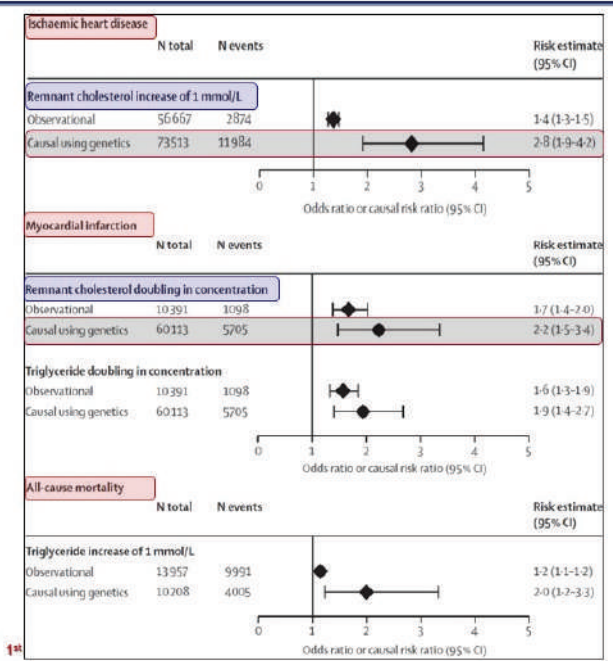 Ischaemic heart disease
N total N events Risk estimate
(95% CI)
Remnant cholesterol increase of 1 mmol/L
Observational 56667 2874 1·4 (1·3-1·5)
Causal using genetics 73513 11984 2·8 (1·9-4·2)
0 1 2 3 4 5
Odds ratio or causal risk ratio (95% CI)
Myocardial infarction
N total N events Risk estimate
(95% CI)
Remnant cholesterol doubling in concentration
Observational 10391 1098 1·7 (1·4-2·0)
Causal using genetics 60113 5705 2·2 (1·5-3·4)
Triglyceride doubling in concentration
Observational 10391 1098 1·6 (1·3-1·9)
Causal using genetics 60113 5705 1·9 (1·4-2·7)
0 1 2 3 4 5
Odds ratio or causal risk ratio (95% CI)
All-cause mortality
N total N events Risk estimate
(95% CI)
Triglyceride increase of 1 mmol/L
Observational 13957 9991 1·2 (1·1-1·2)
Causal using genetics 10208 4005 2·0 (1·2-3·3)
0 1 2 3 4 5
Odds ratio or causal risk ratio (95% CI)
1st